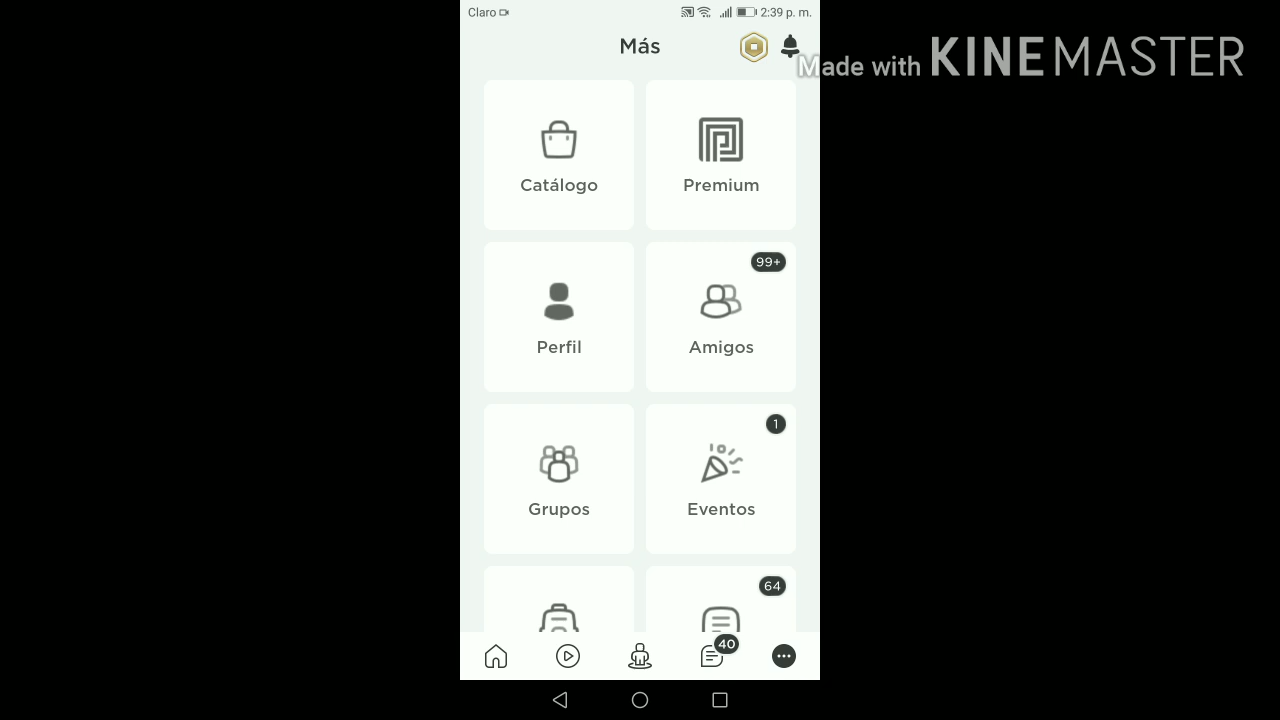 Claro
2:39 p. m.
Más
Made with KINEMASTER
Catálogo
Premium
99+
Perfil
Amigos
1
Grupos
Eventos
64
40